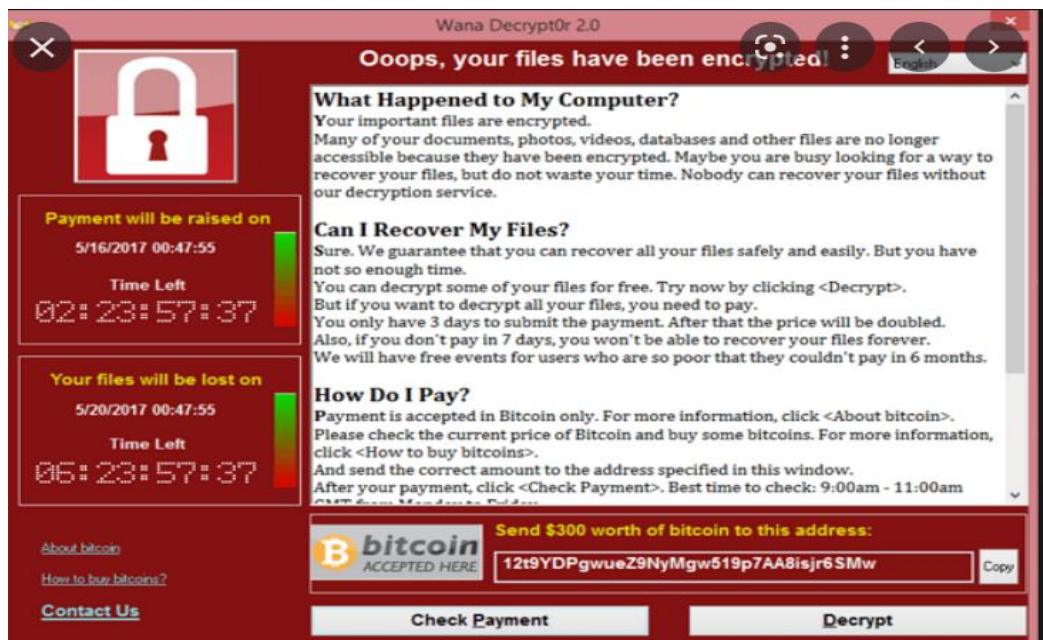 Wana Decrypt0r 2.0
Ooops, your files have been encrypted!
English
What Happened to My Computer?
Your important files are encrypted.
Many of your documents, photos, videos, databases and other files are no longer
accessible because they have been encrypted. Maybe you are busy looking for a way to
recover your files, but do not waste your time. Nobody can recover your files without
our decryption service.
Can I Recover My Files?
Sure. We guarantee that you can recover all your files safely and easily. But you have
not so enough time.
You can decrypt some of your files for free. Try now by clicking <Decrypt>.
But if you want to decrypt all your files, you need to pay.
You only have 3 days to submit the payment. After that the price will be doubled.
Also, if you don't pay in 7 days, you won't be able to recover your files forever.
We will have free events for users who are so poor that they couldn't pay in 6 months.
How Do I Pay?
Payment is accepted in Bitcoin only. For more information, click <About bitcoin>.
Please check the current price of Bitcoin and buy some bitcoins. For more information,
click <How to buy bitcoins>.
And send the correct amount to the address specified in this window.
After your payment, click <Check Payment>. Best time to check: 9:00am - 11:00am
GMT from Monday to Friday.
Payment will be raised on
5/16/2017 00:47:55
Time Left
02:23:57:37
Your files will be lost on
5/20/2017 00:47:55
Time Left
06:23:57:37
About bitcoin
How to buy bitcoins?
Contact Us
bitcoin
ACCEPTED HERE
Send $300 worth of bitcoin to this address:
12t9YDPgwueZ9NyMgw519p7AA8isjr6SMw
Copy
Check Payment
Decrypt